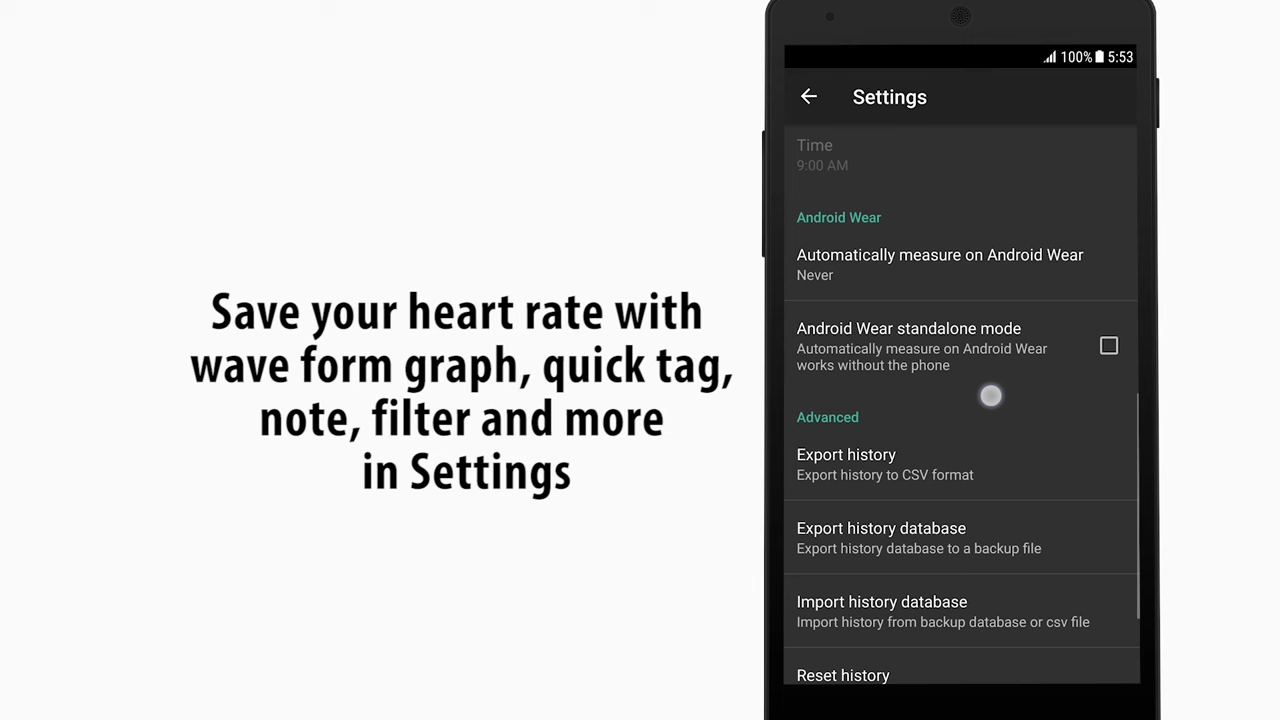 Save your heart rate with
wave form graph, quick tag,
note, filter and more
in Settings
100% 5:53
Settings
Time
9:00 AM
Android Wear
Automatically measure on Android Wear
Never
Android Wear standalone mode
Automatically measure on Android Wear
works without the phone
Advanced
Export history
Export history to CSV format
Export history database
Export history database to a backup file
Import history database
Import history from backup database or csv file
Reset history